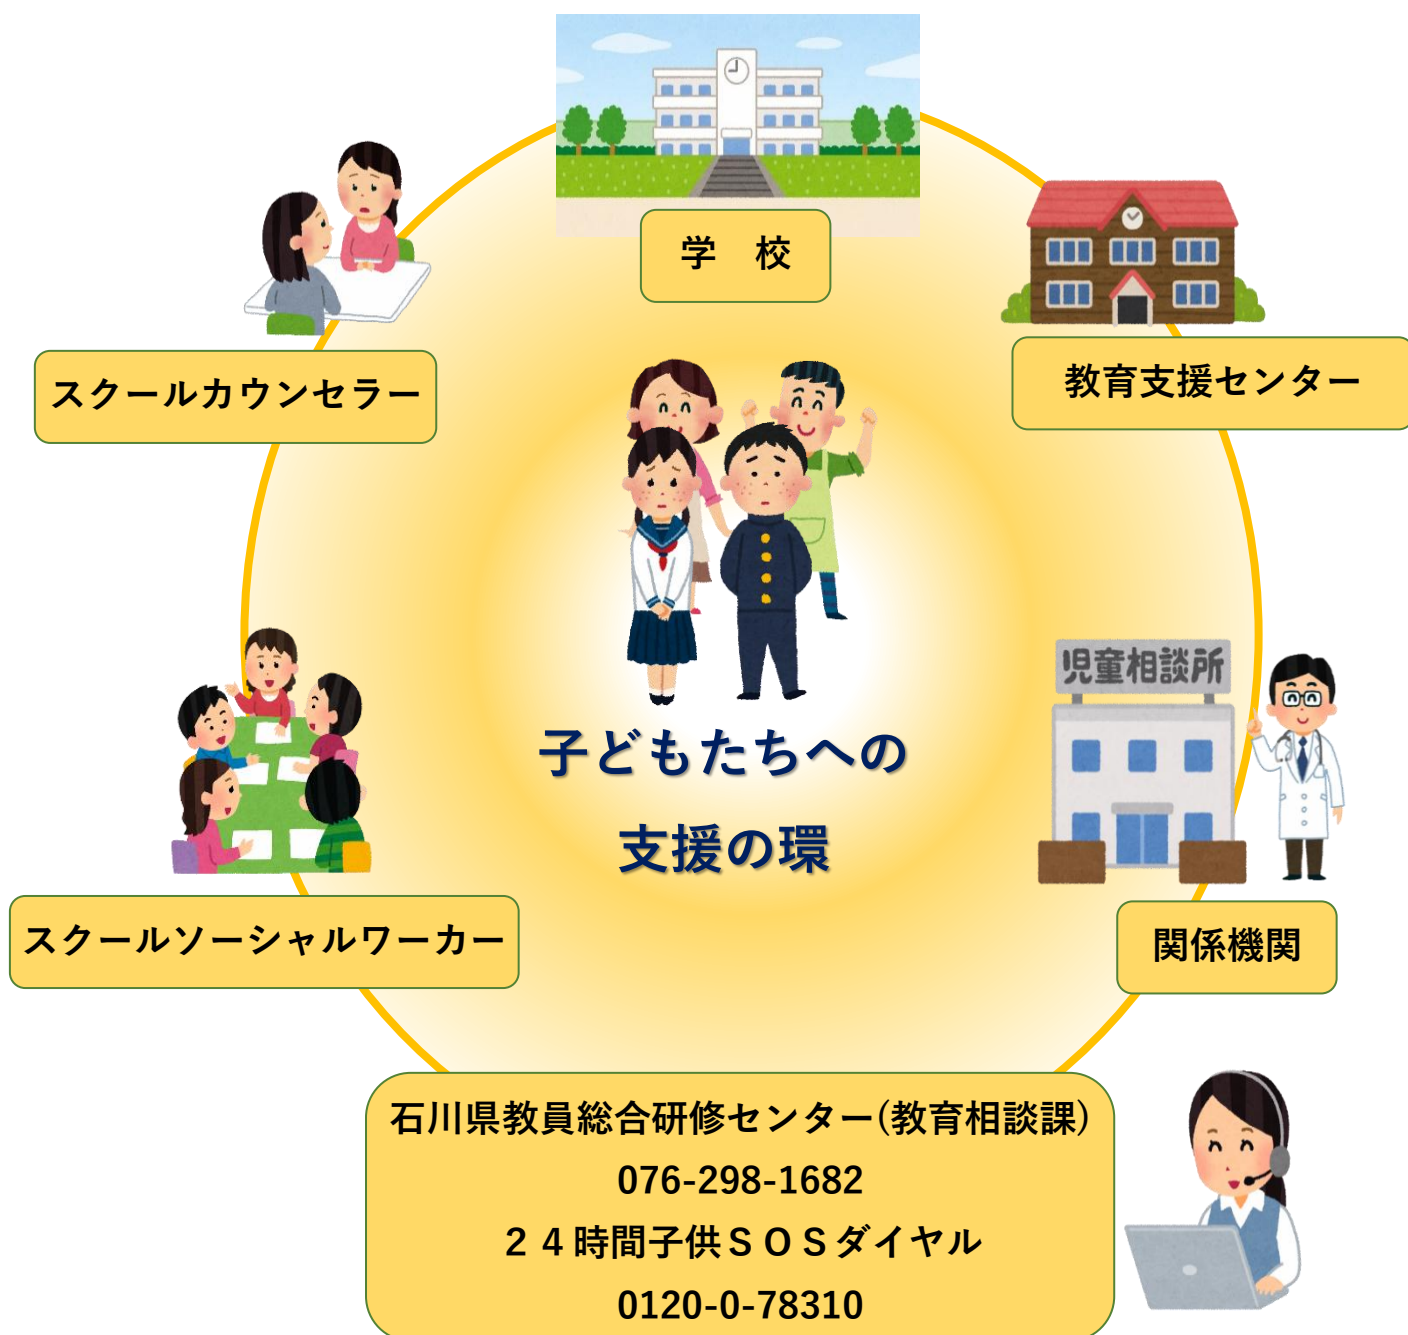 学　校
スクールカウンセラー
教育支援センター
子どもたちへの
支援の環
児童相談所
スクールソーシャルワーカー
関係機関
石川県教員総合研修センター(教育相談課)
076-298-1682
２４時間子供ＳＯＳダイヤル
0120-0-78310